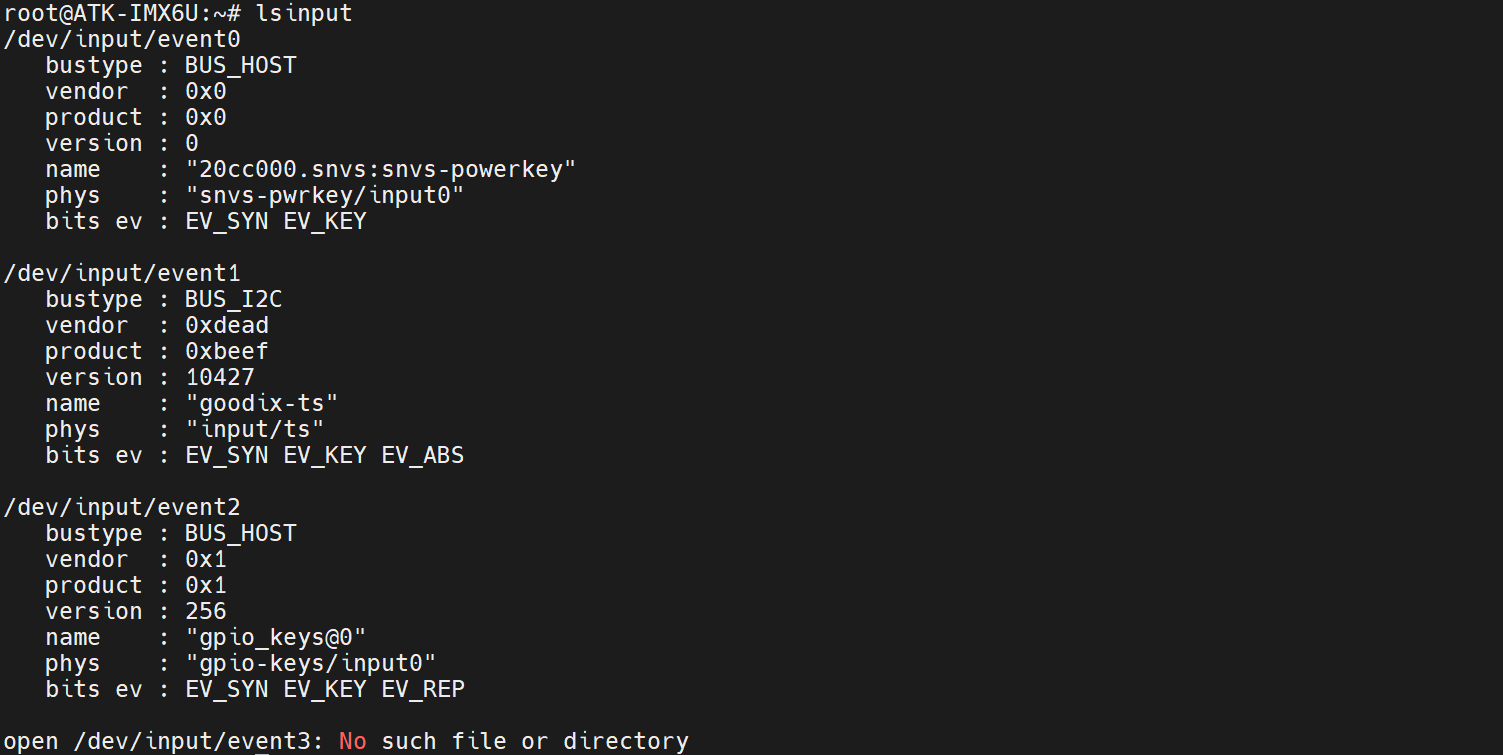 root@ATK-IMX6U:~# lsinput
/dev/input/event0
   bustype : BUS_HOST
   vendor  : 0x0
   product : 0x0
   version : 0
   name    : "20cc000.snvs:snvs-powerkey"
   phys    : "snvs-pwrkey/input0"
   bits ev : EV_SYN EV_KEY

/dev/input/event1
   bustype : BUS_I2C
   vendor  : 0xdead
   product : 0xbeef
   version : 10427
   name    : "goodix-ts"
   phys    : "input/ts"
   bits ev : EV_SYN EV_KEY EV_ABS

/dev/input/event2
   bustype : BUS_HOST
   vendor  : 0x1
   product : 0x1
   version : 256
   name    : "gpio_keys@0"
   phys    : "gpio-keys/input0"
   bits ev : EV_SYN EV_KEY EV_REP

open /dev/input/event3: No such file or directory